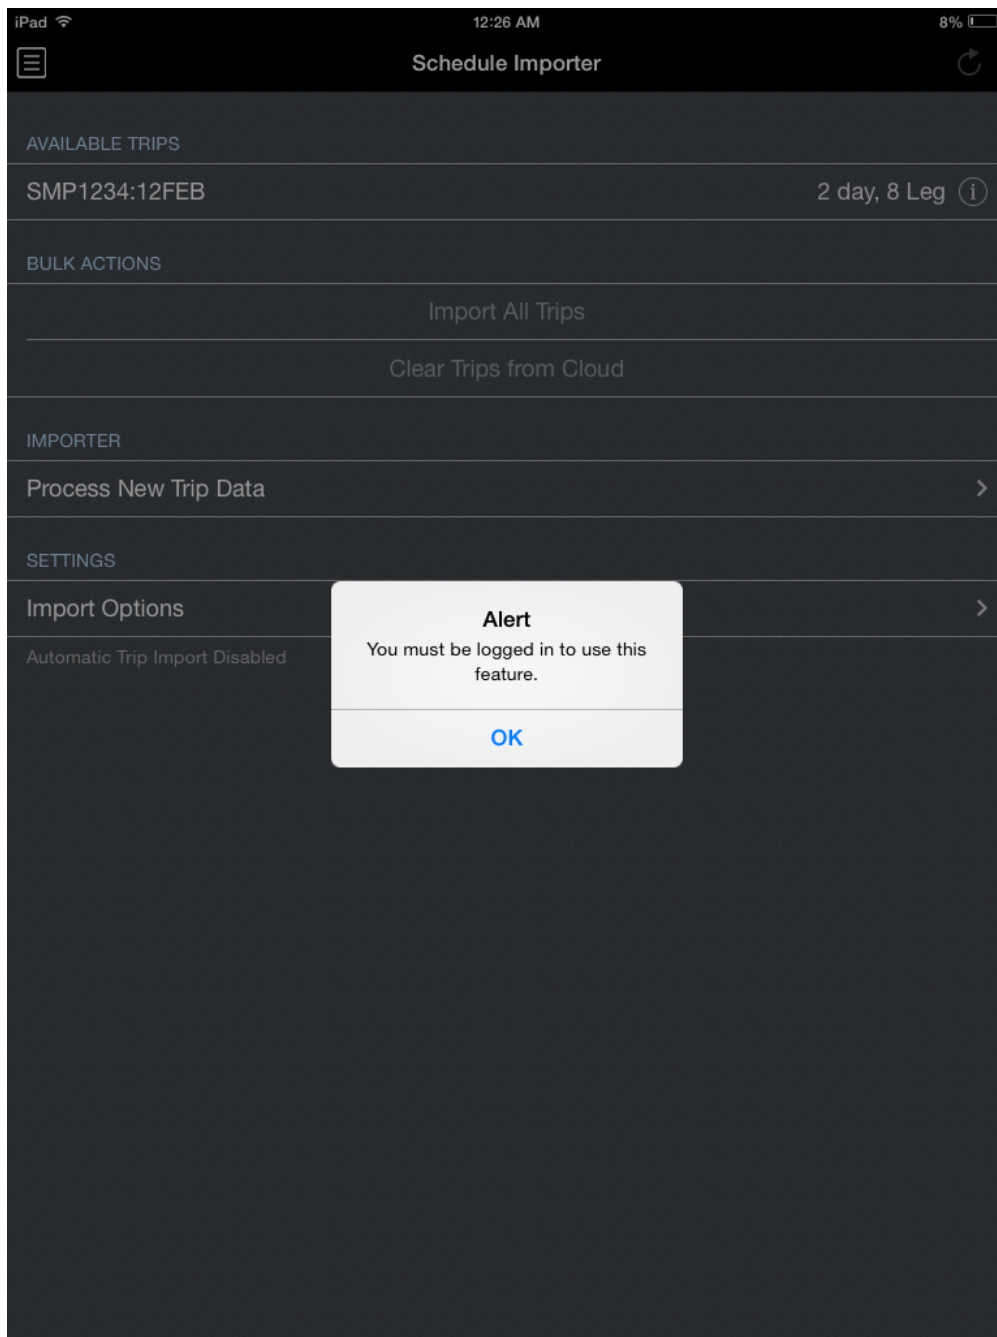 iPad 12:26 AM 8%
Schedule Importer
AVAILABLE TRIPS
SMP1234:12FEB 2 day, 8 Leg i
BULK ACTIONS
Import All Trips
Clear Trips from Cloud
IMPORTER
Process New Trip Data
SETTINGS
Import Options
Automatic Trip Import Disabled
Alert
You must be logged in to use this
feature.
OK